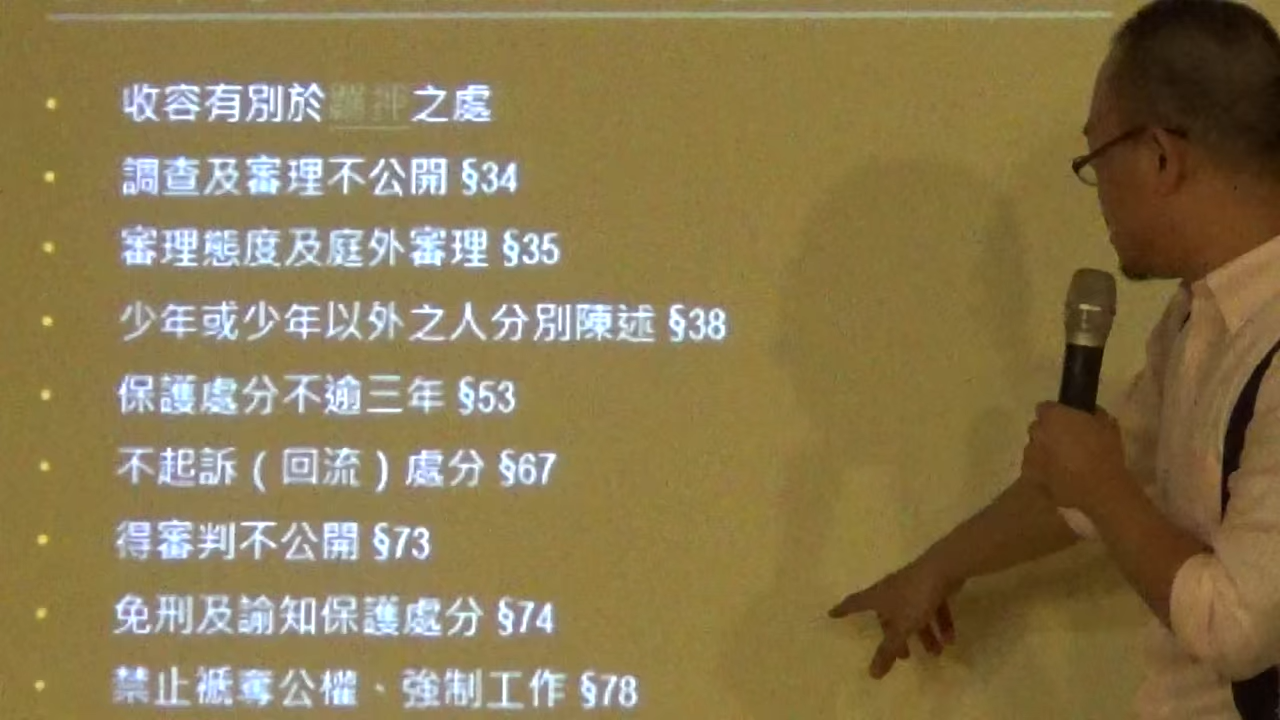 收容有別於羈押之處
調查及審理不公開 §34
審理態度及庭外審理 §35
少年或少年以外之人分別陳述 §38
保護處分不逾三年 §53
不起訴(回流)處分 §67
得審判不公開 §73
免刑及諭知保護處分 §74
禁止褫奪公權、強制工作 §78